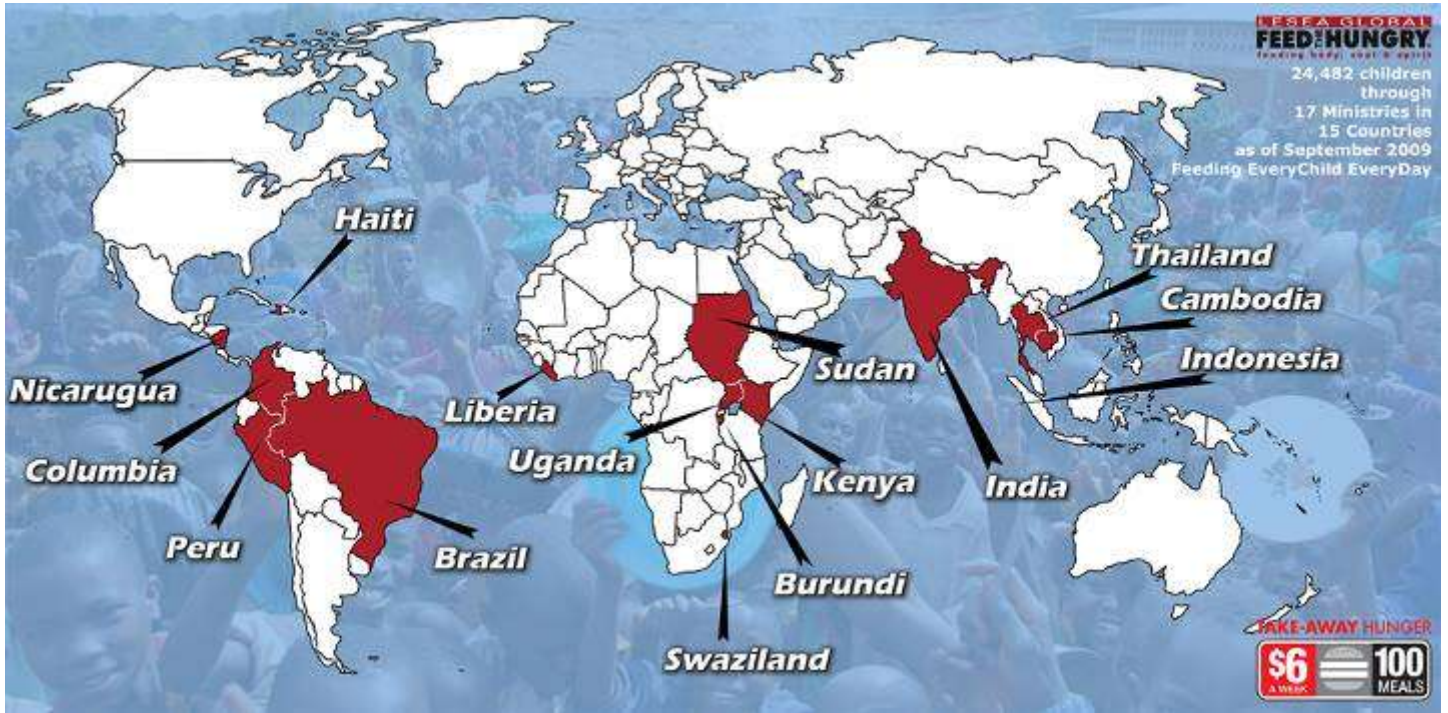 LESEA GLOBAL
FEED THE HUNGRY
feeding body, soul & spirit
24,482 children
through
17 Ministries in
15 Countries
as of September 2009
Feeding EveryChild EveryDay
Haiti
Thailand
Cambodia
Indonesia
Nicarugua
Sudan
Liberia
Columbia
Uganda
Kenya
India
Peru
Brazil
Burundi
Swaziland
TAKE-AWAY HUNGER
$6 100
A WEEK MEALS